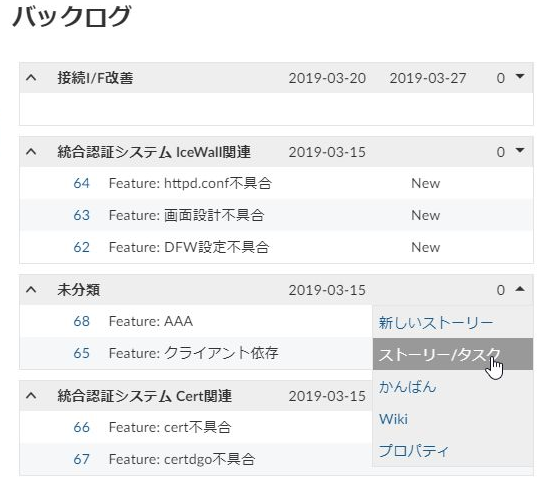 バックログ
接続I/F改善 2019-03-20 2019-03-27 0
統合認証システム IceWall関連 2019-03-15 0
64 Feature: httpd.conf不具合 New
63 Feature: 画面設計不具合 New
62 Feature: DFW設定不具合 New
未分類 2019-03-15 0
68 Feature: AAA 新しいストーリー
65 Feature: クライアント依存 ストーリー/タスク
かんばん
統合認証システム Cert関連 2019-03-15
66 Feature: cert不具合 Wiki
67 Feature: certdgo不具合 プロパティ